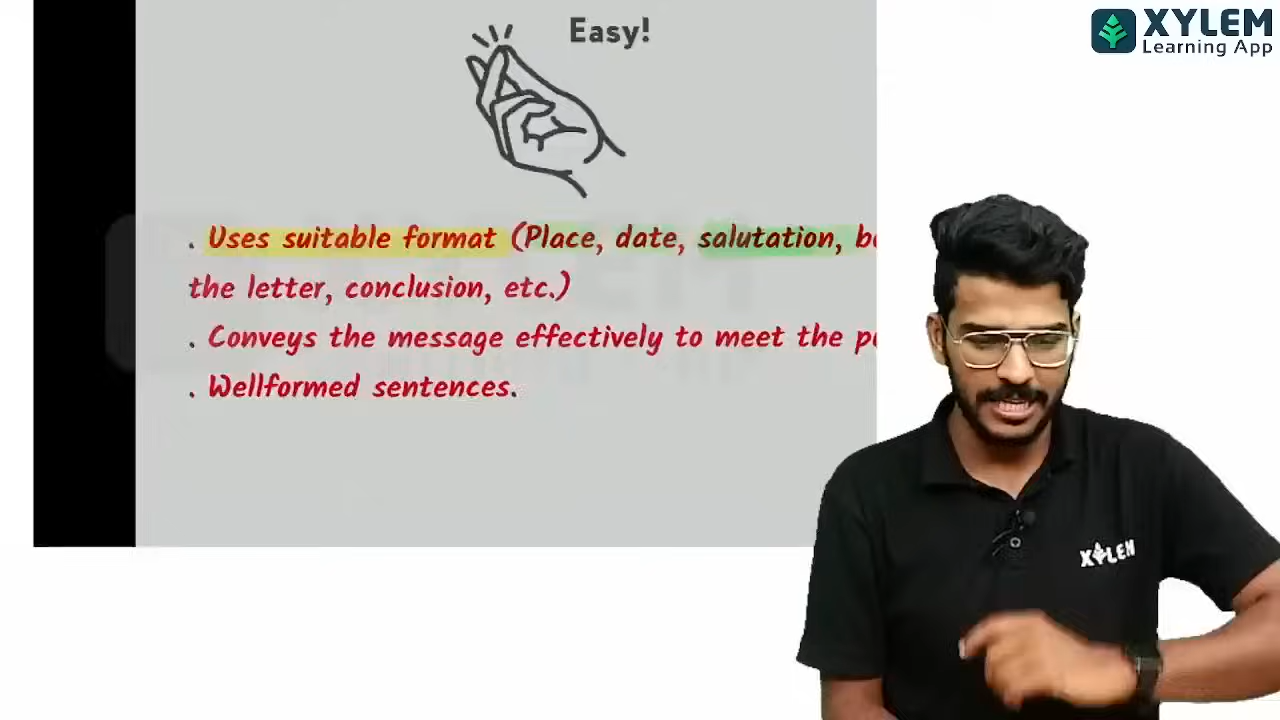 Easy!
XYLEM
Learning App
. Uses suitable format (Place, date, salutation,
the letter, conclusion, etc.)
. Conveys the message effectively to meet the
. Wellformed sentences.
XYLEM